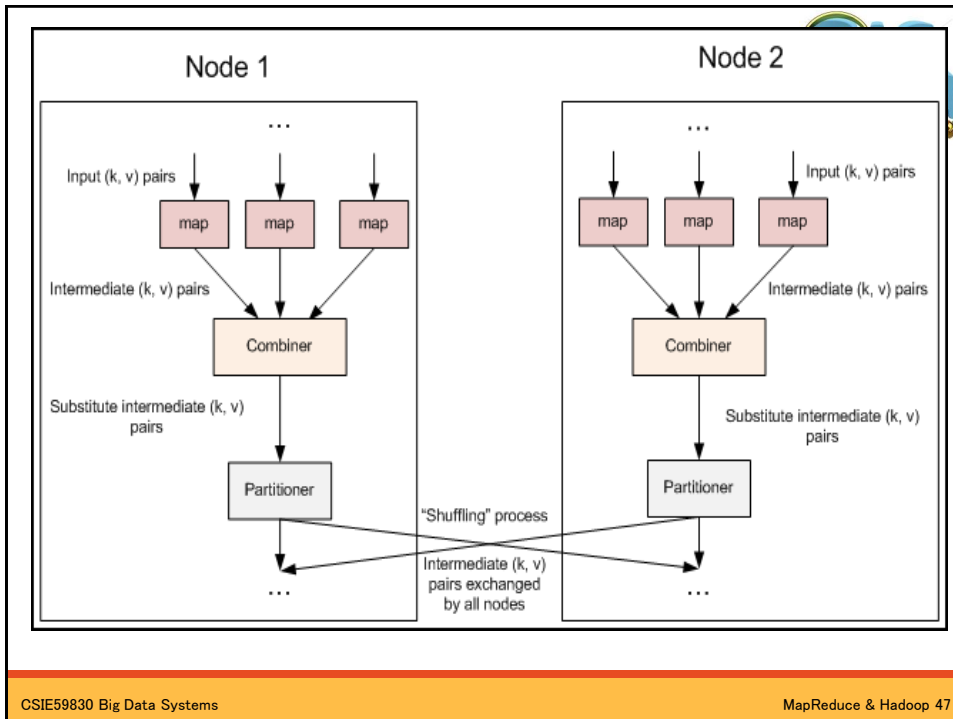 Node 1
...
Input (k, v) pairs
map
map
map
Intermediate (k, v) pairs
Combiner
Substitute intermediate (k, v)
pairs
Partitioner
...
Node 2
...
Input (k, v) pairs
map
map
map
Intermediate (k, v) pairs
Combiner
Substitute intermediate (k, v)
pairs
Partitioner
...
“Shuffling” process
Intermediate (k, v)
pairs exchanged
by all nodes
CSIE59830 Big Data Systems
MapReduce & Hadoop 47